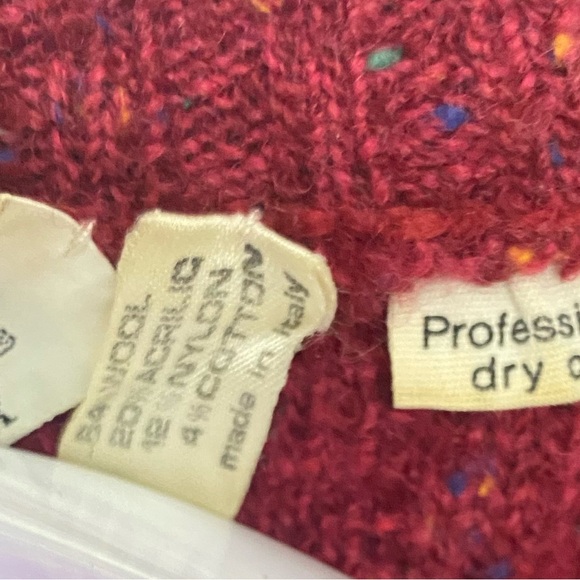 64%WOOL
20%ACRILIC
12%NYLON
4%COTTON
made in Italy
Professi
dry c